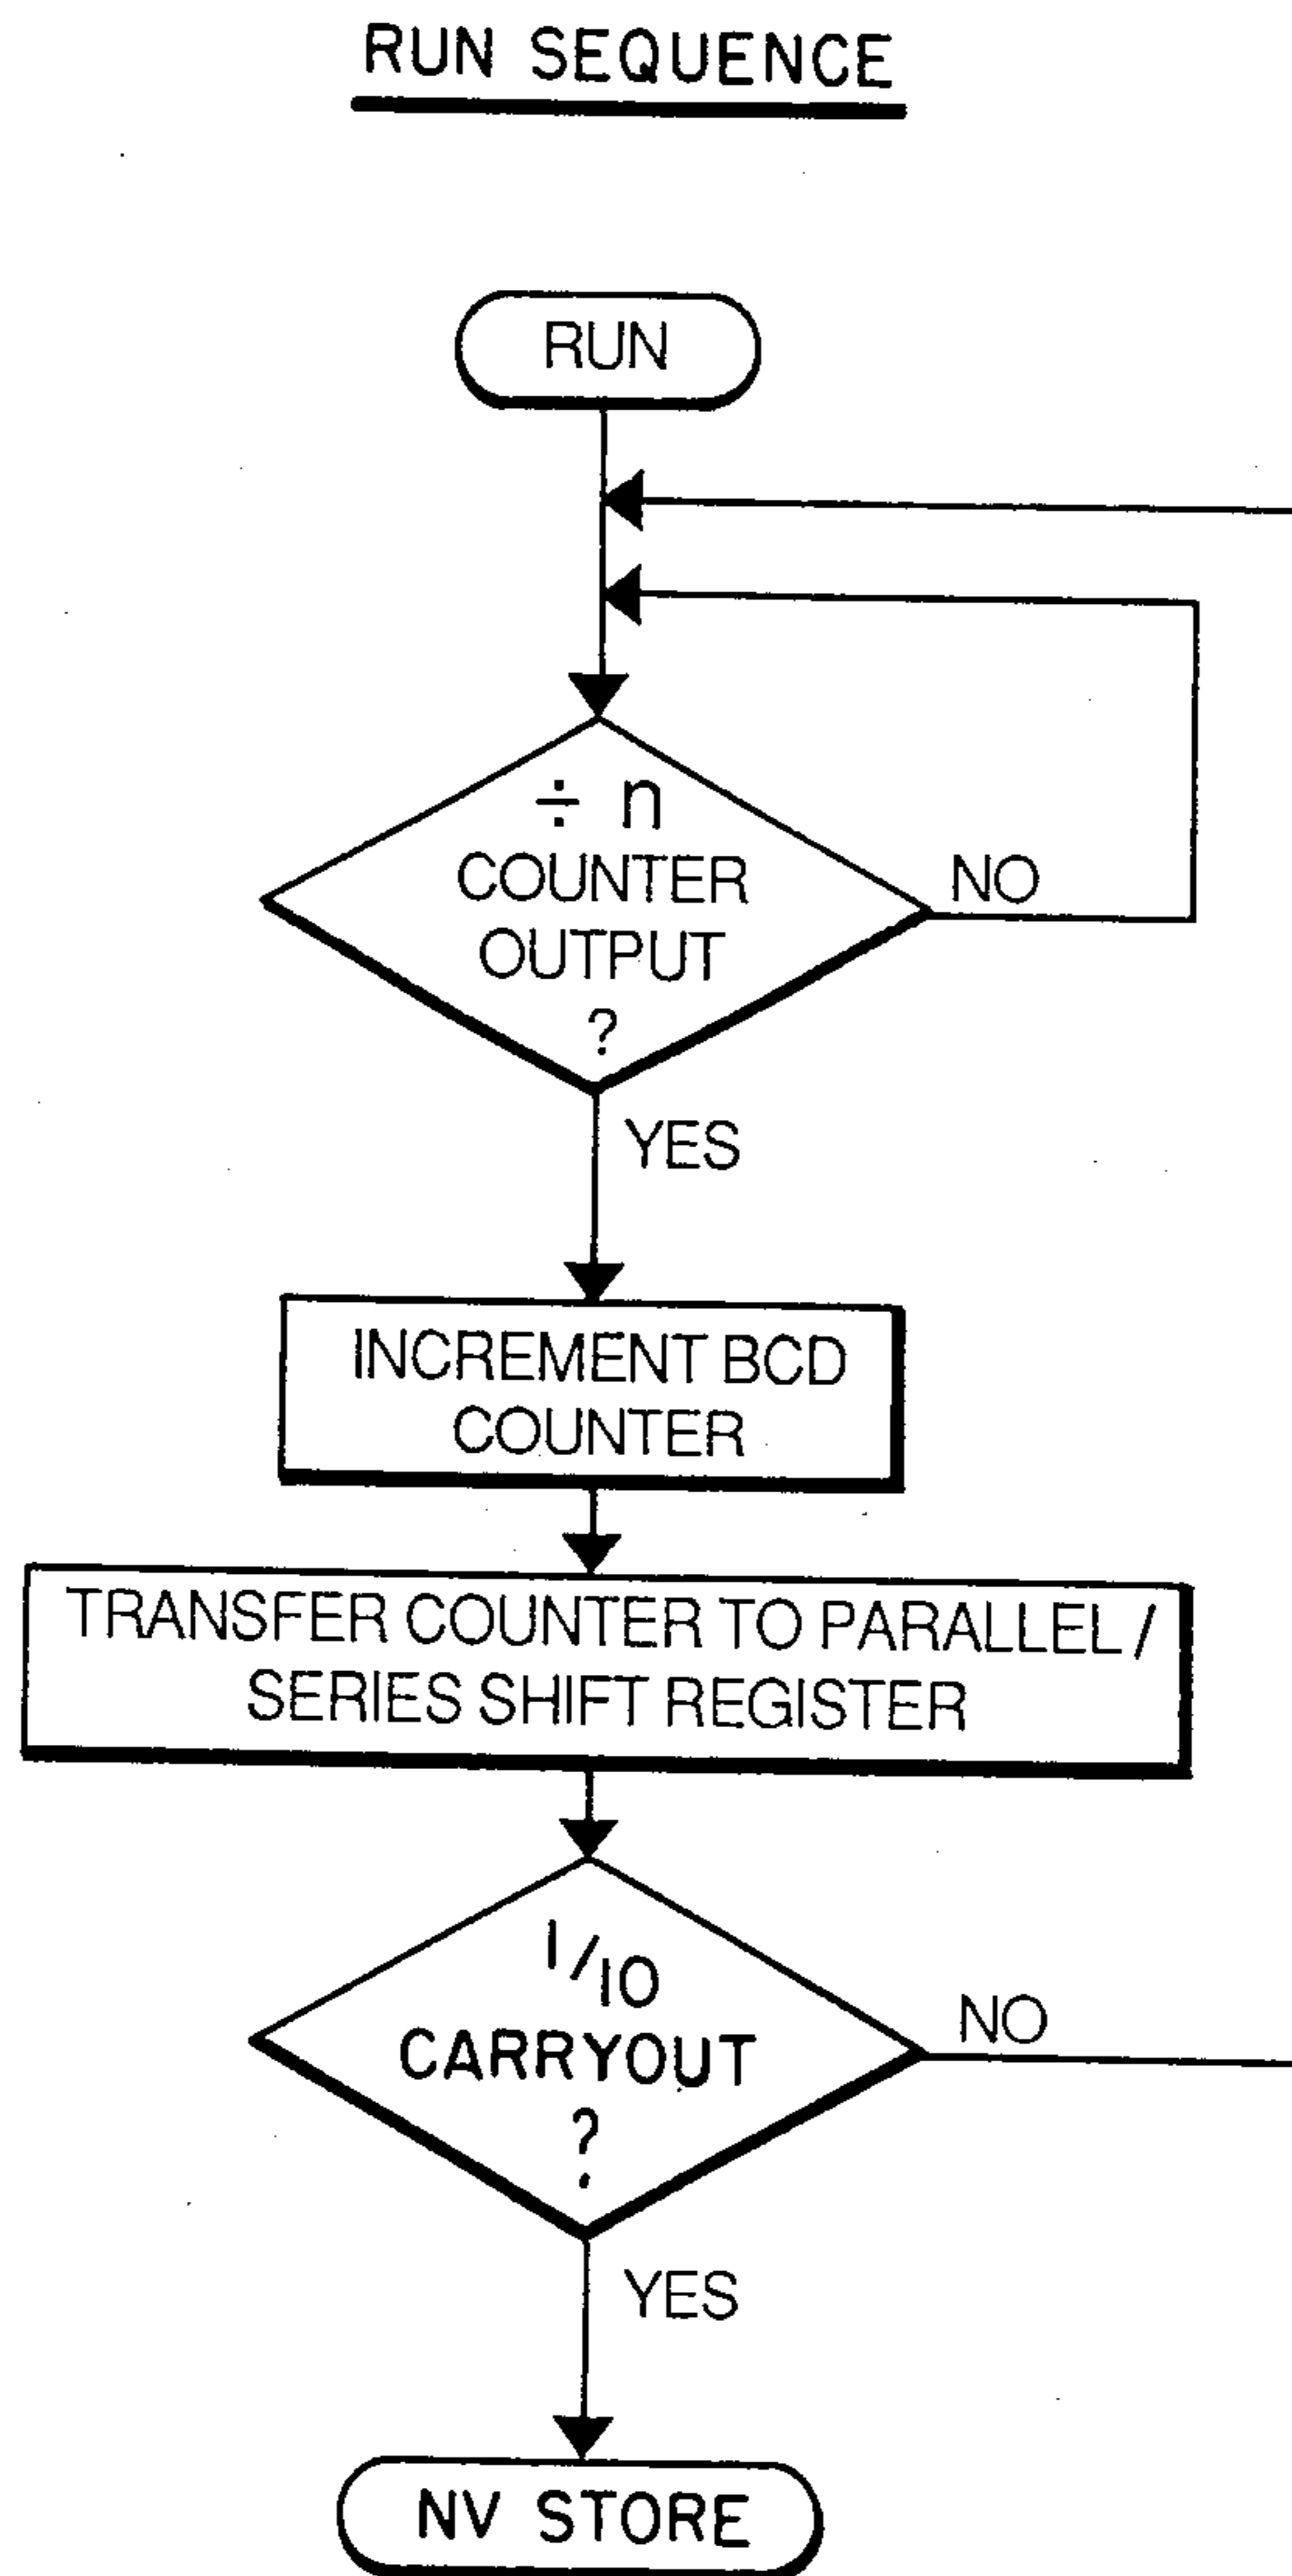 RUN SEQUENCE
RUN
÷ n
COUNTER
OUTPUT
?
NO
YES
INCREMENT BCD
COUNTER
TRANSFER COUNTER TO PARALLEL /
SERIES SHIFT REGISTER
1/10
CARRYOUT
?
NO
YES
NV STORE